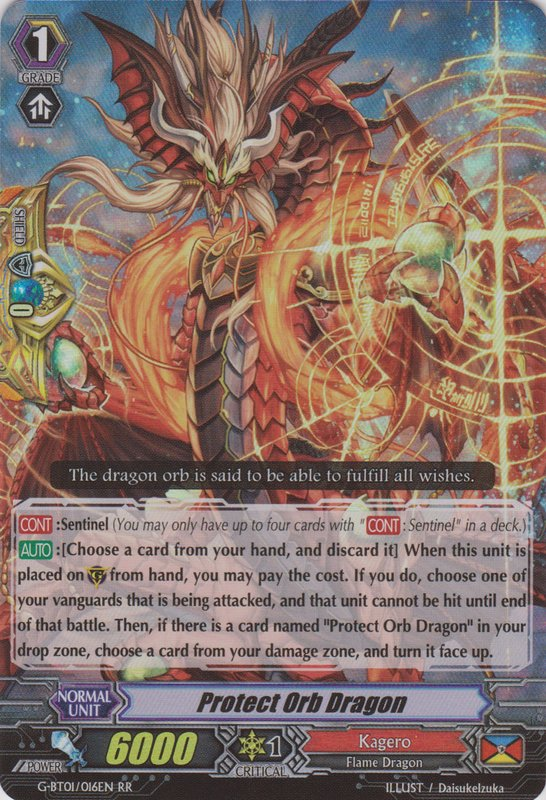 1
GRADE
SHIELD
0
The dragon orb is said to be able to fulfill all wishes.
CONT :Sentinel (You may only have up to four cards with "CONT :Sentinel" in a deck.)
AUTO :[Choose a card from your hand, and discard it] When this unit is
placed on G from hand, you may pay the cost. If you do, choose one of
your vanguards that is being attacked, and that unit cannot be hit until end
of that battle. Then, if there is a card named "Protect Orb Dragon" in your
drop zone, choose a card from your damage zone, and turn it face up.
NORMAL
UNIT
Protect Orb Dragon
POWER
6000
1
CRITICAL
Kagero
Flame Dragon
G-BT01/016EN RR
ILLUST / DaisukeIzuka